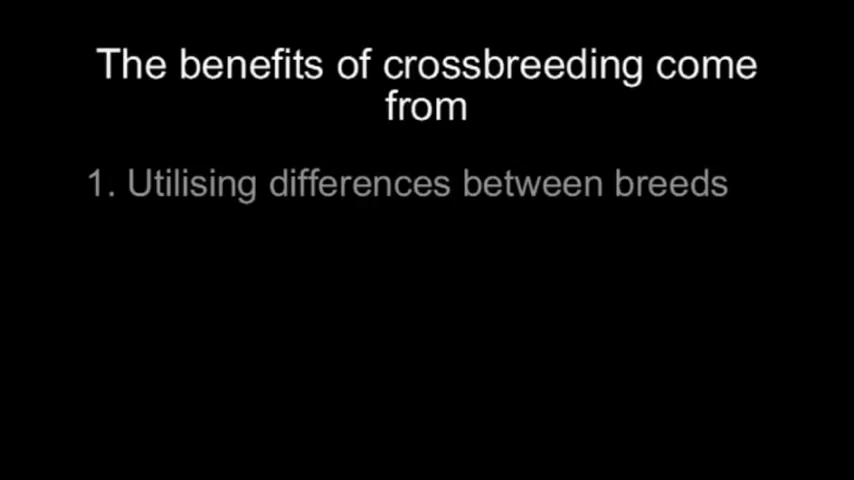 The benefits of crossbreeding come
from
1. Utilising differences between breeds